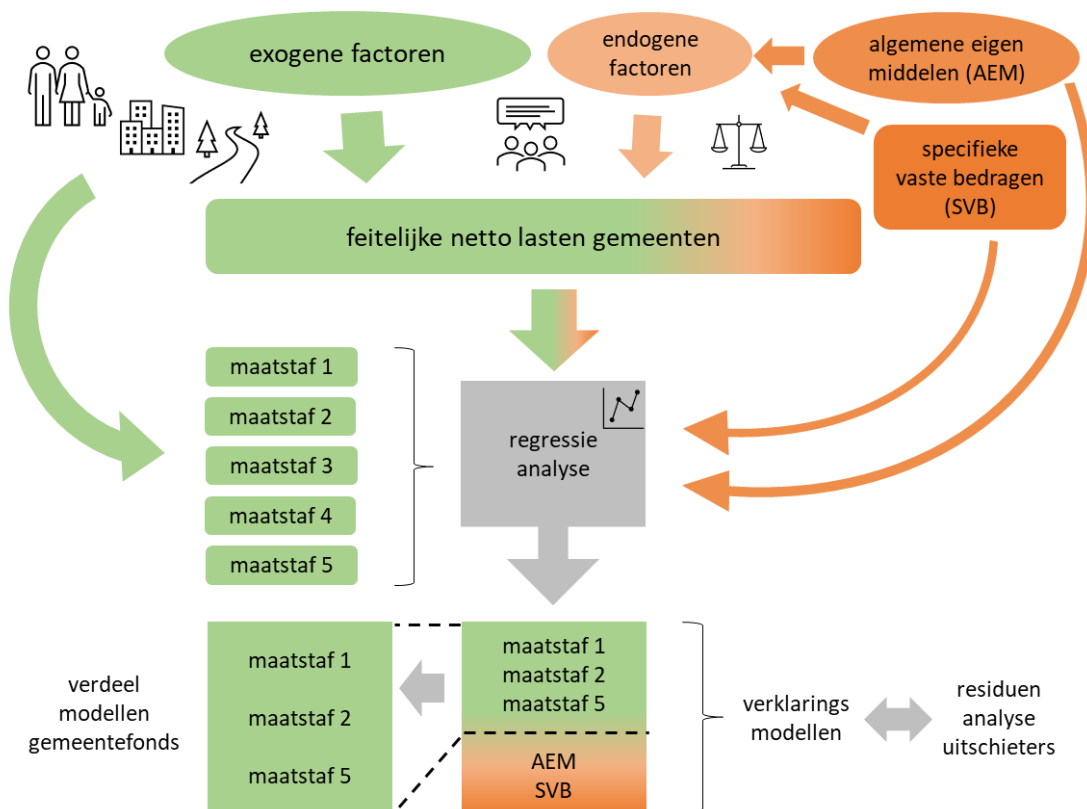 exogene factoren
endogene
factoren
algemene eigen
middelen (AEM)
specifieke
vaste bedragen
(SVB)
feitelijke netto lasten gemeenten
maatstaf 1
maatstaf 2
maatstaf 3
maatstaf 4
maatstaf 5
regressie
analyse
verdeel
modellen
gemeentefonds
maatstaf 1
maatstaf 2
maatstaf 5
maatstaf 1
maatstaf 2
maatstaf 5
AEM
SVB
verklarings
modellen
residuen
analyse
uitschieters